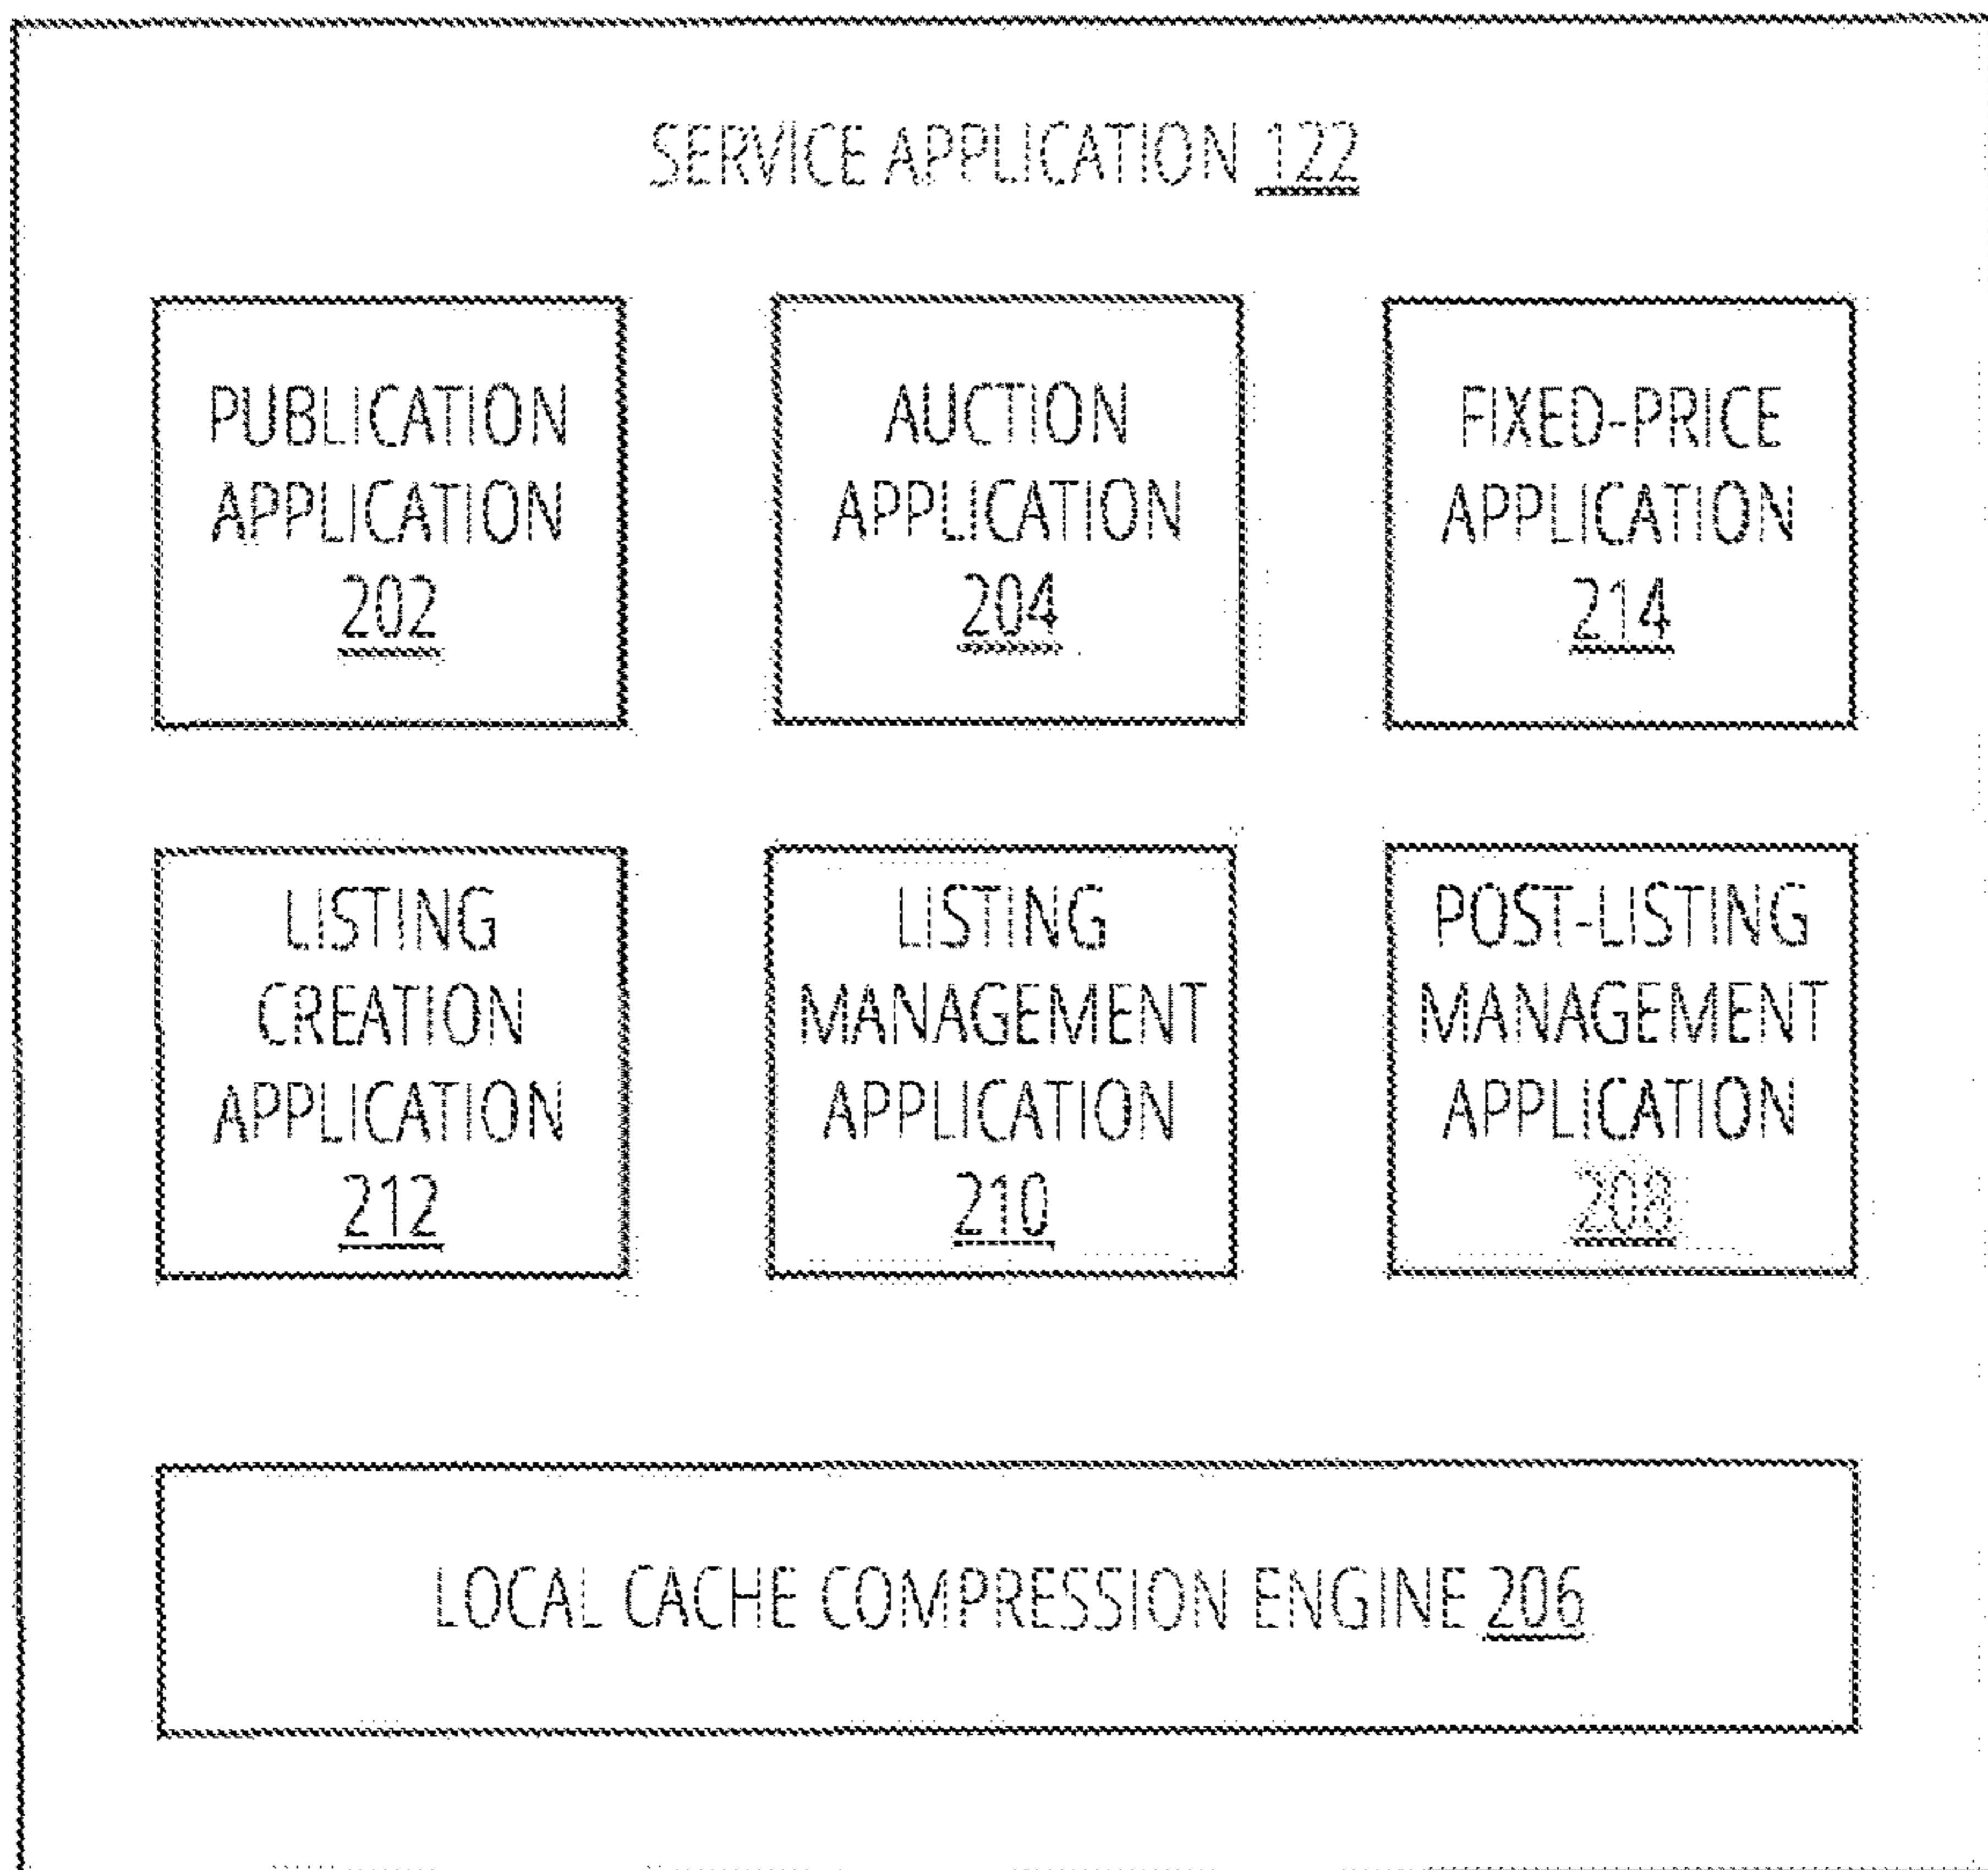 SERVICE APPLICATION 122
PUBLICATION
APPLICATION
202
AUCTION
APPLICATION
204
FIXED-PRICE
APPLICATION
214
LISTING
CREATION
APPLICATION
212
LISTING
MANAGEMENT
APPLICATION
210
POST-LISTING
MANAGEMENT
APPLICATION
208
LOCAL CACHE COMPRESSION ENGINE 206